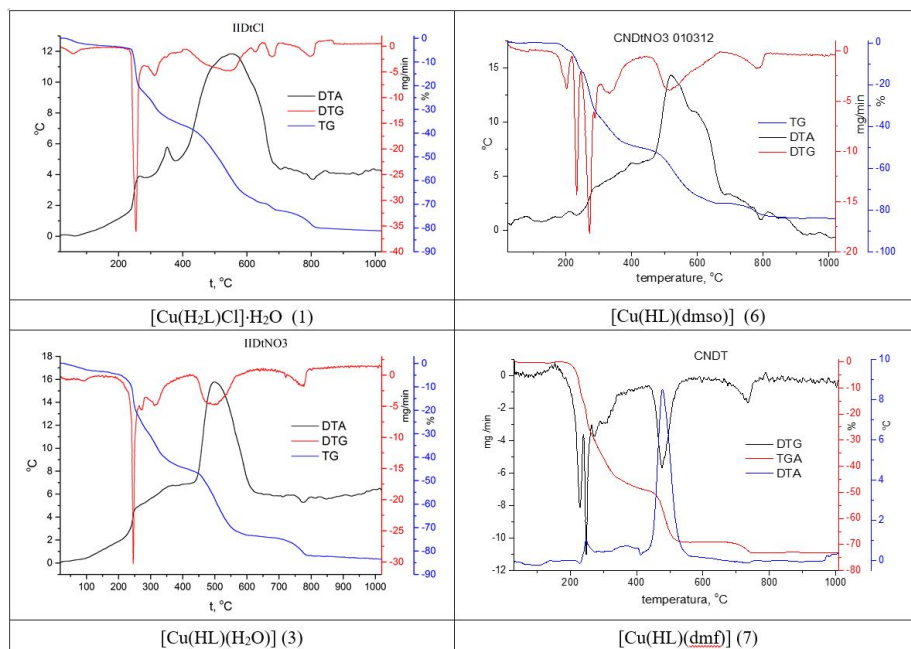 IIDtCl
12
10
8
6
4
2
0
°C
DTA
DTG
TG
0
-5
-10
-15
-20
-25
-30
-35
-40
mg/min
%
0
-10
-20
-30
-40
-50
-60
-70
-80
-90
200 400 600 800 1000
t, °C
[Cu(H₂L)Cl]·H₂O (1)
CNDtNO3 010312
15
10
5
0
°C
TG
DTA
DTG
0
-5
-10
-15
-20
mg/min
%
0
-20
-40
-60
-80
-100
200 400 600 800 1000
temperature, °C
[Cu(HL)(dmso)] (6)
IIDtNO3
18
16
14
12
10
8
6
4
2
0
°C
DTA
DTG
TG
0
-5
-10
-15
-20
-25
-30
mg/min
%
0
-10
-20
-30
-40
-50
-60
-70
-80
-90
0 100 200 300 400 500 600 700 800 900 1000
t, °C
[Cu(HL)(H₂O)] (3)
CNDT
2
0
-2
-4
-6
-8
-10
-12
mg /min
DTG
TGA
DTA
0
-10
-20
-30
-40
-50
-60
-70
-80
%
10
8
6
4
2
0
°C
0 200 400 600 800 1000
temperatura, °C
[Cu(HL)(dmf)] (7)